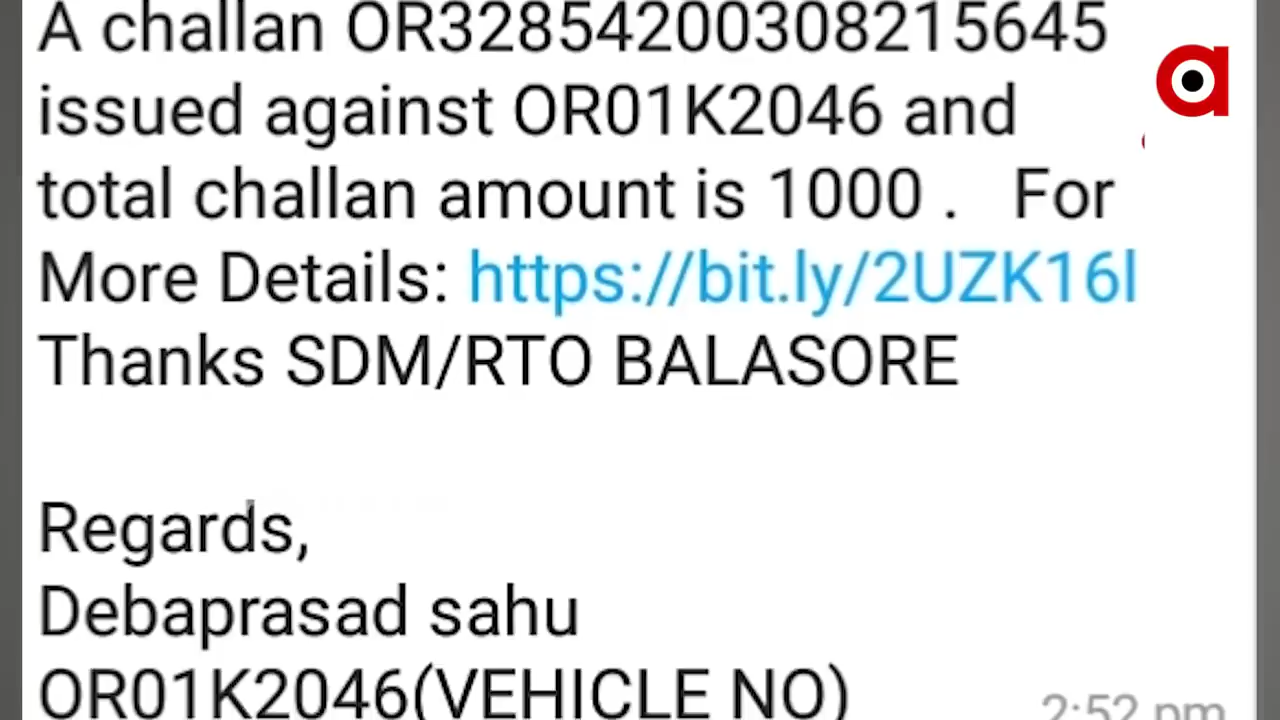 A challan OR32854200308215645
issued against OR01K2046 and
total challan amount is 1000 . For
More Details: https://bit.ly/2UZK16l
Thanks SDM/RTO BALASORE
Regards,
Debaprasad sahu
OR01K2046(VEHICLE NO)
2:52 pm